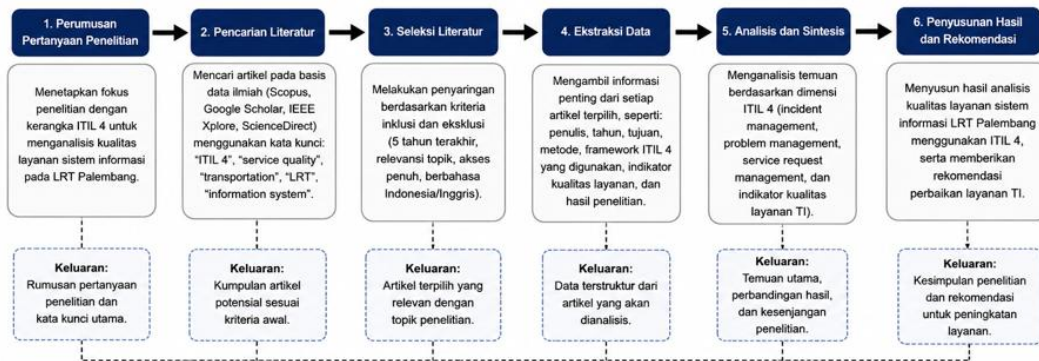 1. Perumusan
Pertanyaan Penelitian
2. Pencarian Literatur
3. Seleksi Literatur
4. Ekstraksi Data
5. Analisis dan Sintesis
6. Penyusunan Hasil
dan Rekomendasi
Menetapkan fokus
penelitian dengan
kerangka ITIL 4 untuk
menganalisis kualitas
layanan sistem informasi
pada LRT Palembang.
Mencari artikel pada basis
data ilmiah (Scopus,
Google Scholar, IEEE
Xplore, ScienceDirect)
menggunakan kata kunci:
“ITIL 4”, “service quality”,
“transportation”, “LRT”,
“information system”.
Melakukan penyaringan
berdasarkan kriteria
inklusi dan eksklusi
(5 tahun terakhir,
relevansi topik, akses
penuh, berbahasa
Indonesia/Inggris).
Mengambil informasi
penting dari setiap
artikel terpilih, seperti:
penulis, tahun, tujuan,
metode, framework ITIL 4
yang digunakan, indikator
kualitas layanan, dan
hasil penelitian.
Menganalisis temuan
berdasarkan dimensi
ITIL 4 (incident
management,
problem management,
service request
management, dan
indikator kualitas
layanan TI).
Menyusun hasil analisis
kualitas layanan sistem
informasi LRT Palembang
menggunakan ITIL 4,
serta memberikan
rekomendasi
perbaikan layanan TI.
Keluaran:
Rumusan pertanyaan
penelitian dan
kata kunci utama.
Keluaran:
Kumpulan artikel
potensial sesuai
kriteria awal.
Keluaran:
Artikel terpilih yang
relevan dengan
topik penelitian.
Keluaran:
Data terstruktur dari
artikel yang akan
dianalisis.
Keluaran:
Temuan utama,
perbandingan hasil,
dan kesenjangan
penelitian.
Keluaran:
Kesimpulan penelitian
dan rekomendasi
untuk peningkatan
layanan.